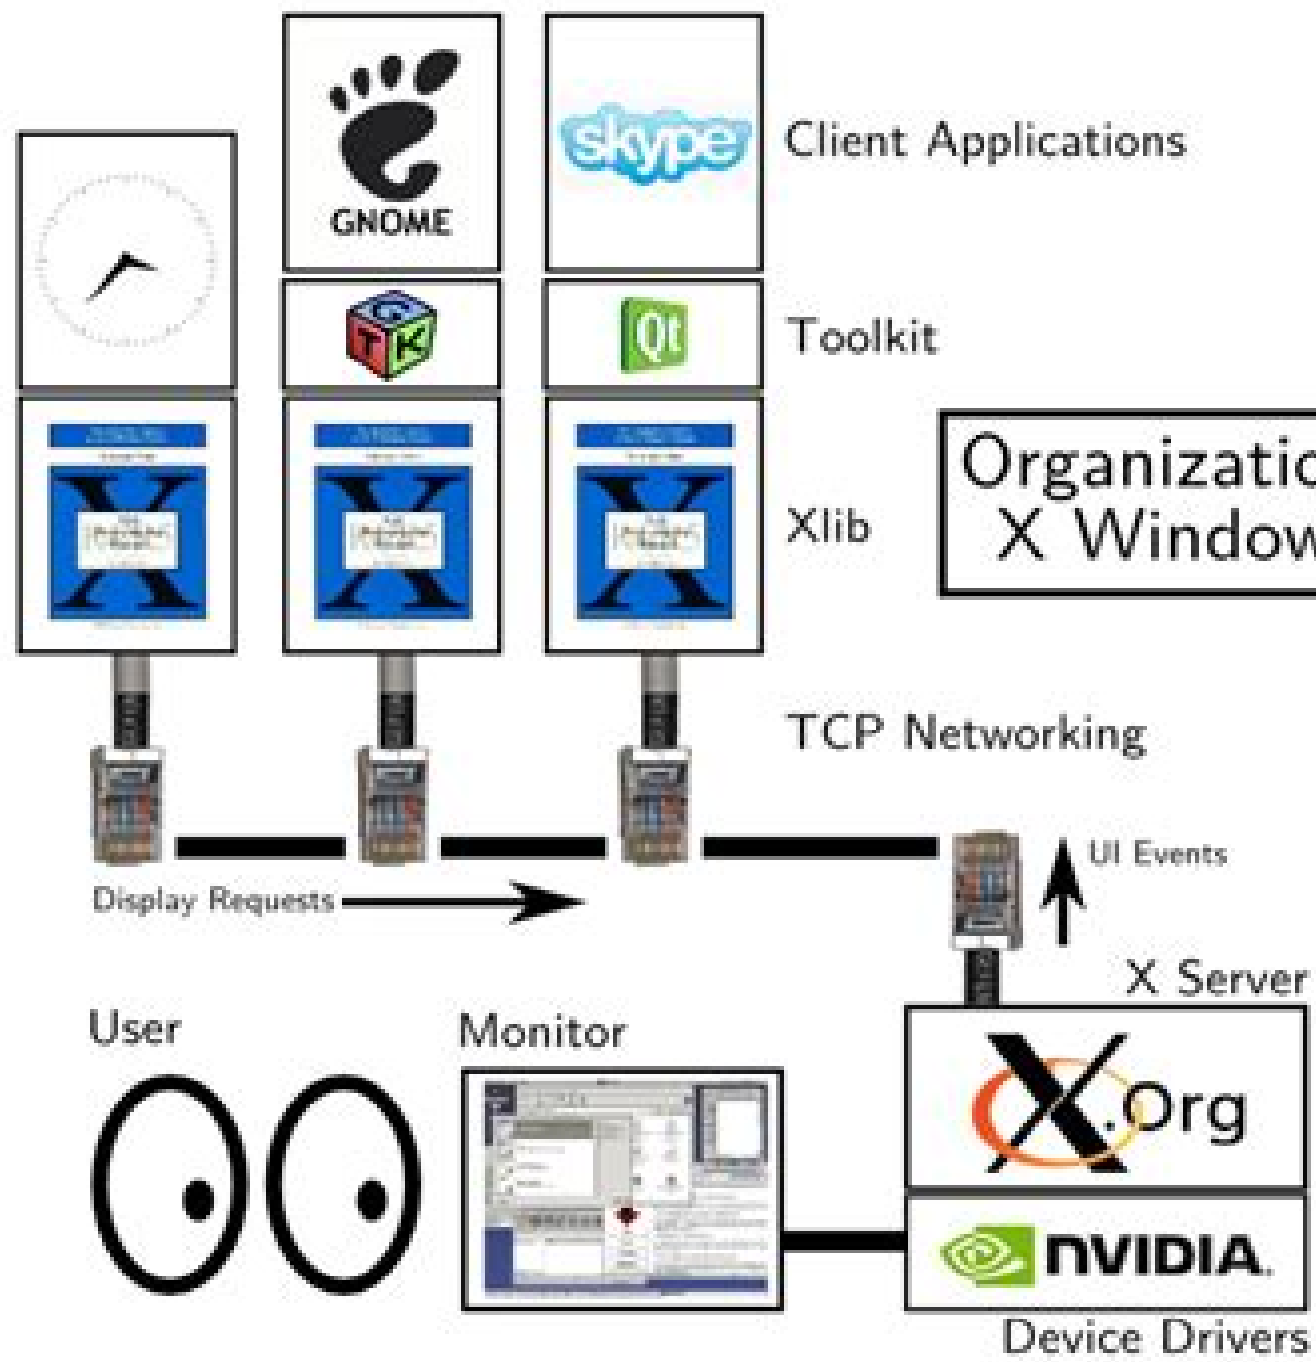 GNOME
skype
Client Applications
G
T K
Qt
Toolkit
X
X
X
Xlib
Organizatio
X Window
TCP Networking
UI Events
Display Requests
X Server
User
Monitor
X.Org
nVIDIA.
Device Drivers